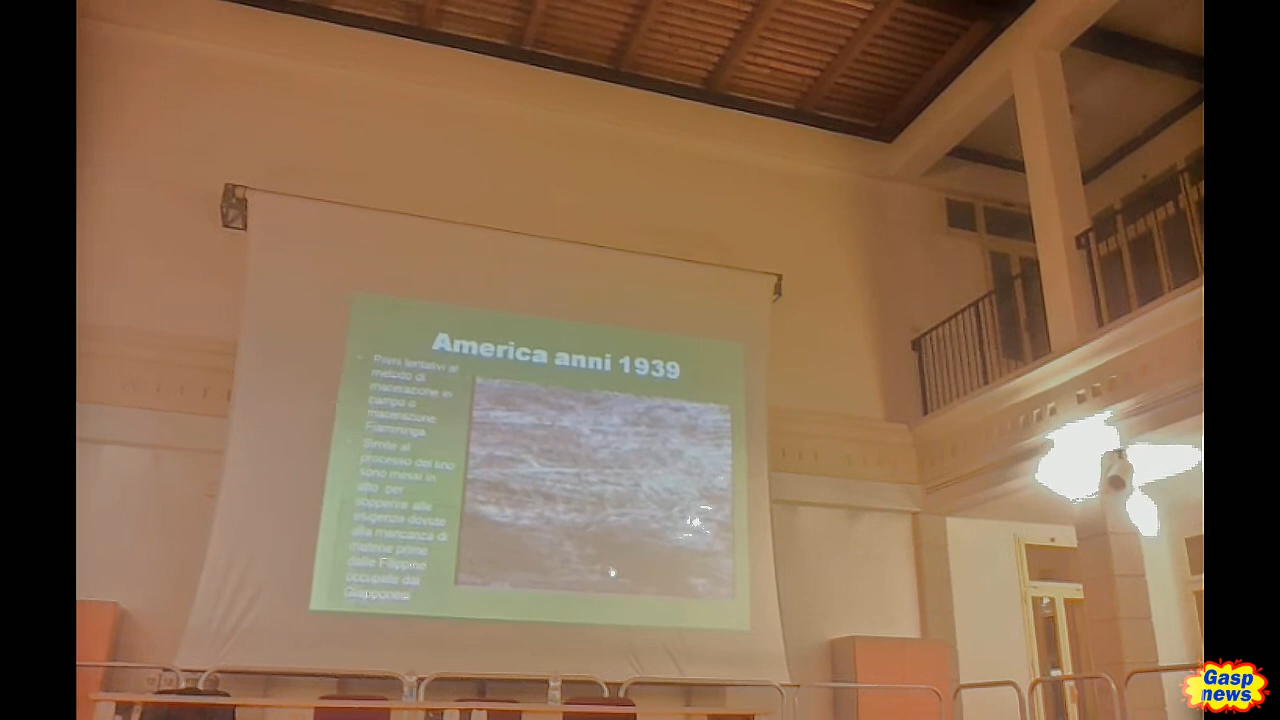 America anni 1939
Primi tentativi al
metodo di
macerazione in
campo o
macerazione
Fiamminga
Simile al
processo del lino
sono messi in
atto per
sopperire alle
esigenze dovute
alla mancanza di
materie prime
dalle Filippine
occupate dai
Giapponesi
Gasp
news